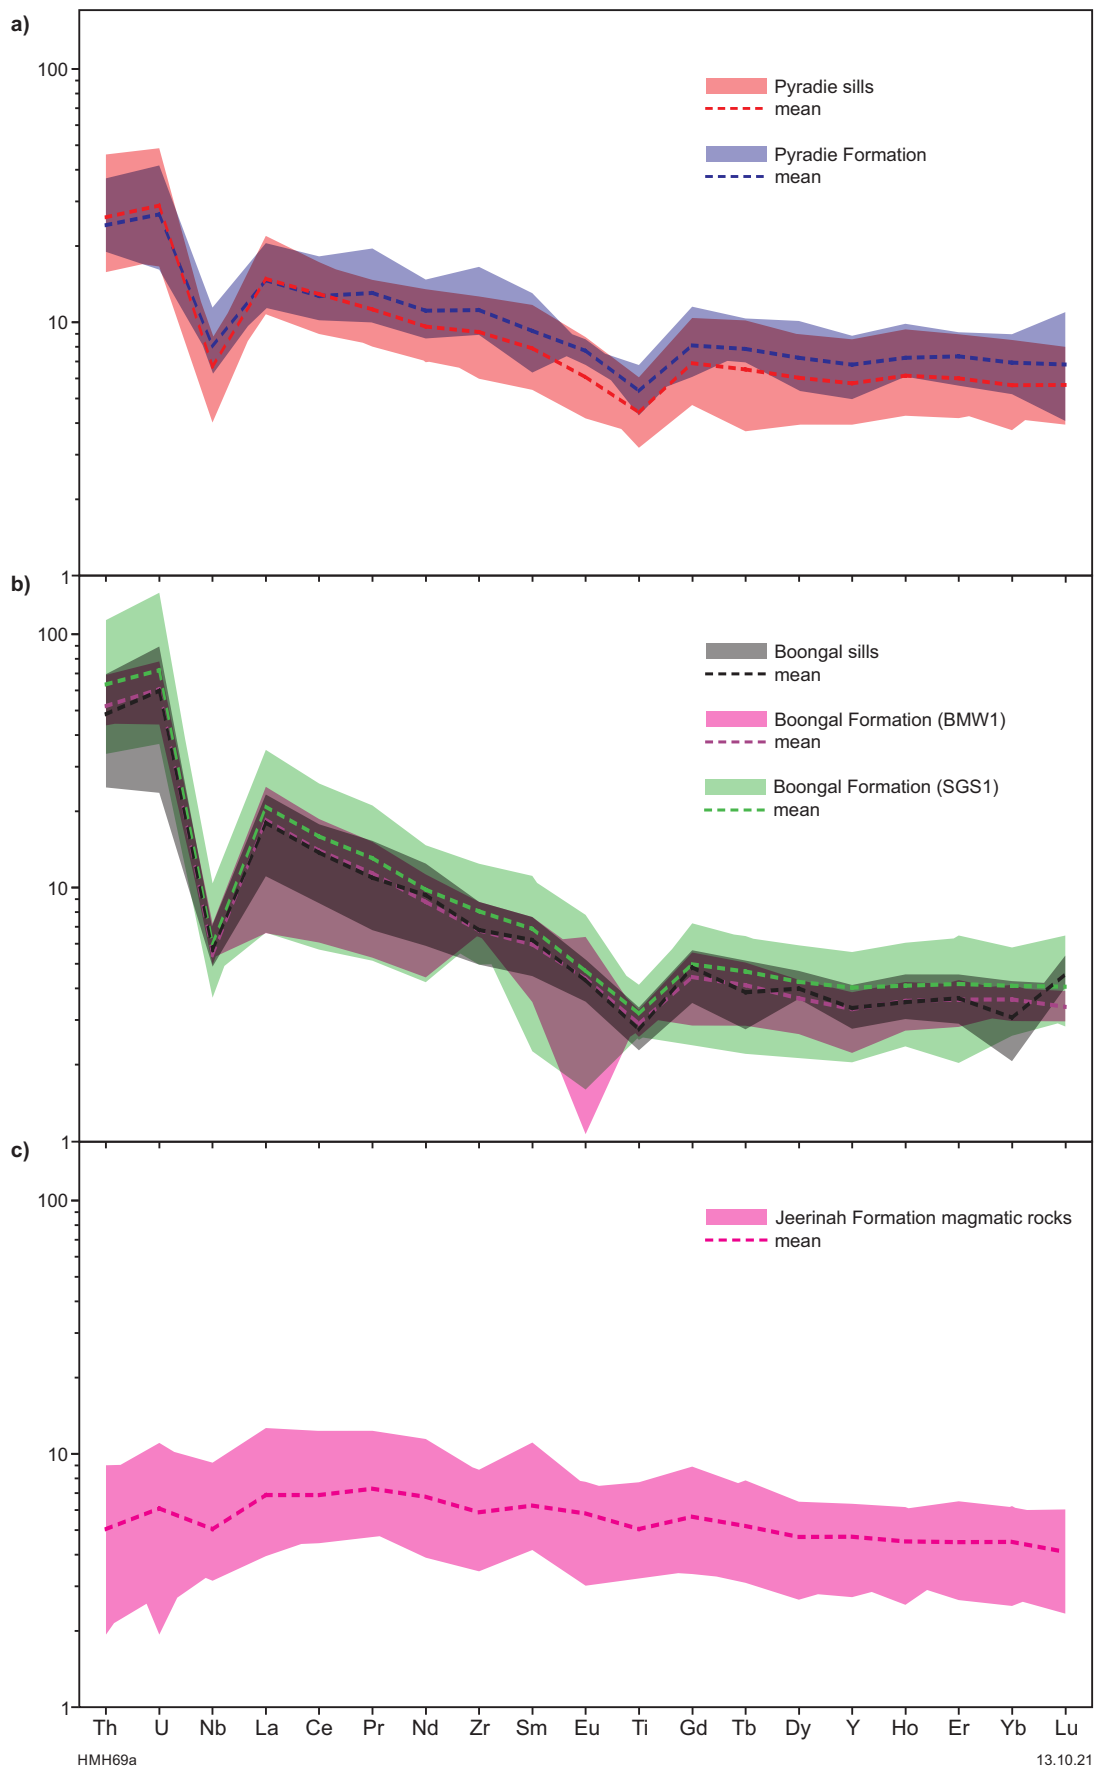 a)
100
10
1
Pyradie sills
mean
Pyradie Formation
mean
b)
100
10
1
Boongal sills
mean
Boongal Formation (BMW1)
mean
Boongal Formation (SGS1)
mean
c)
100
10
1
Jeerinah Formation magmatic rocks
mean
Th U Nb La Ce Pr Nd Zr Sm Eu Ti Gd Tb Dy Y Ho Er Yb Lu
HMH69a 13.10.21